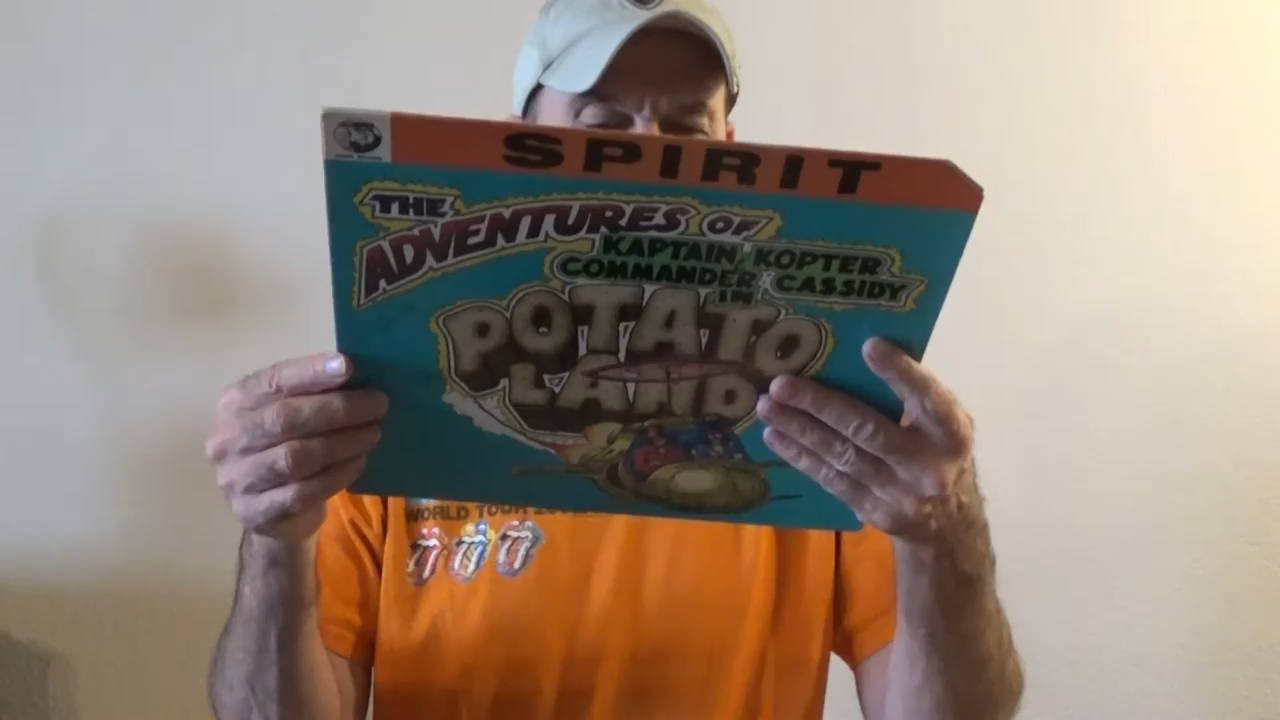 SPIRIT
THE
ADVENTURES OF
KAPTAIN KOPTER
COMMANDER CASSIDY
IN
POTATO
LAND
WORLD TOUR